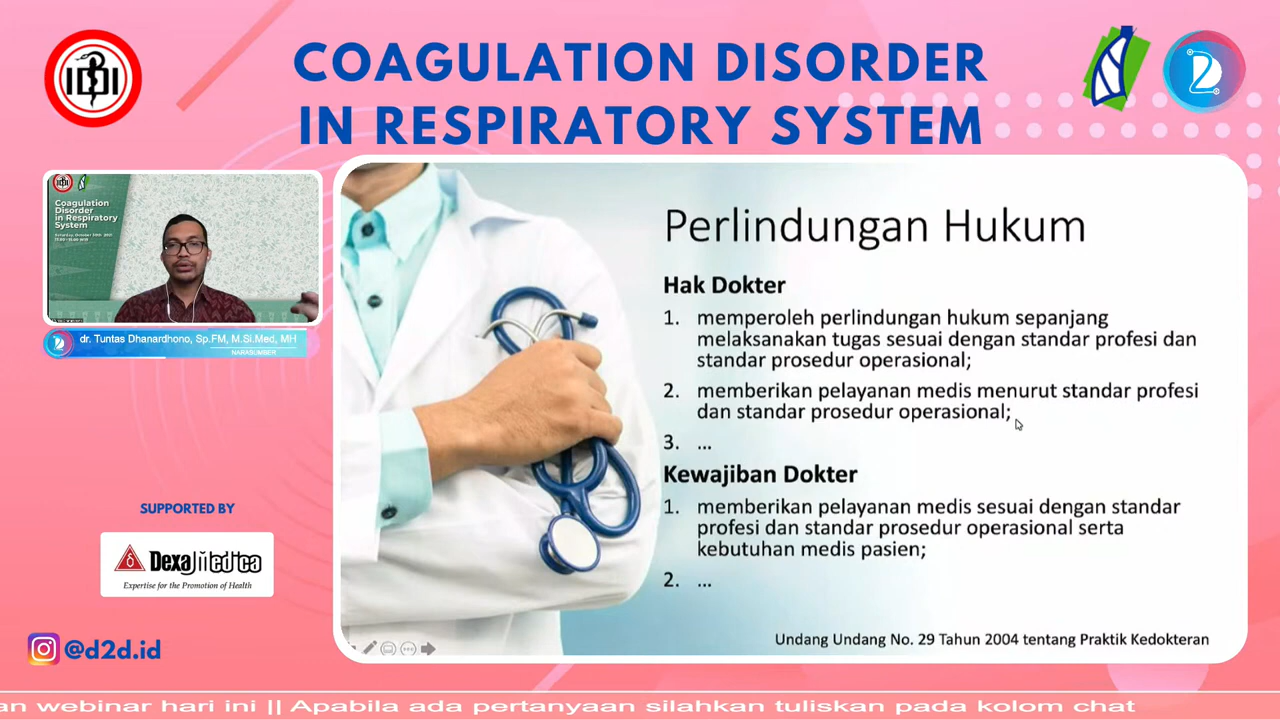 COAGULATION DISORDER
IN RESPIRATORY SYSTEM
IDI
D
Coagulation
Disorder
in Respiratory
System
dr. Tuntas Dhanardhono, Sp.FM, M.Si.Med, MH
NARASUMBER
Perlindungan Hukum
Hak Dokter
1. memperoleh perlindungan hukum sepanjang
melaksanakan tugas sesuai dengan standar profesi dan
standar prosedur operasional;
2. memberikan pelayanan medis menurut standar profesi
dan standar prosedur operasional;
3. ...
Kewajiban Dokter
1. memberikan pelayanan medis sesuai dengan standar
profesi dan standar prosedur operasional serta
kebutuhan medis pasien;
2. ...
Undang Undang No. 29 Tahun 2004 tentang Praktik Kedokteran
SUPPORTED BY
DexaMedica
Expertise for the Promotion of Health
@d2d.id
an webinar hari ini || Apabila ada pertanyaan silahkan tuliskan pada kolom chat